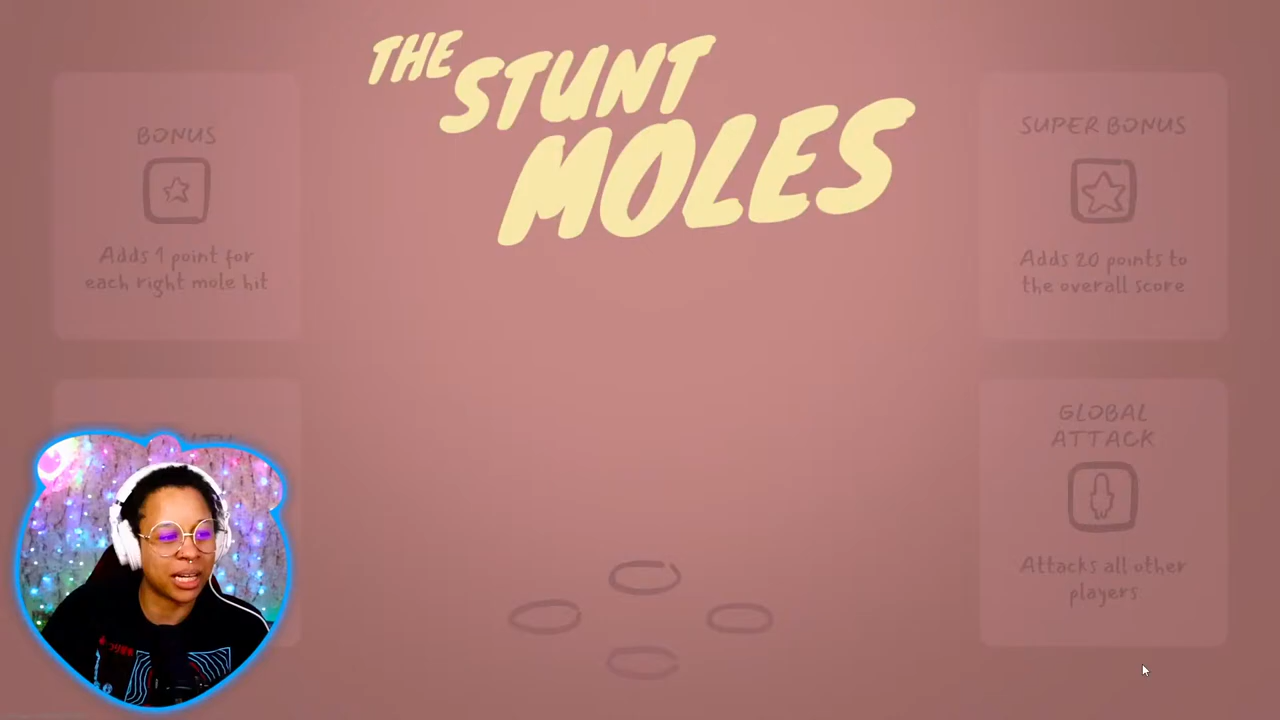 THE
STUNT
MOLES
BONUS
Adds 1 point for
each right mole hit
SUPER BONUS
Adds 20 points to
the overall score
GLOBAL
ATTACK
Attacks all other
players